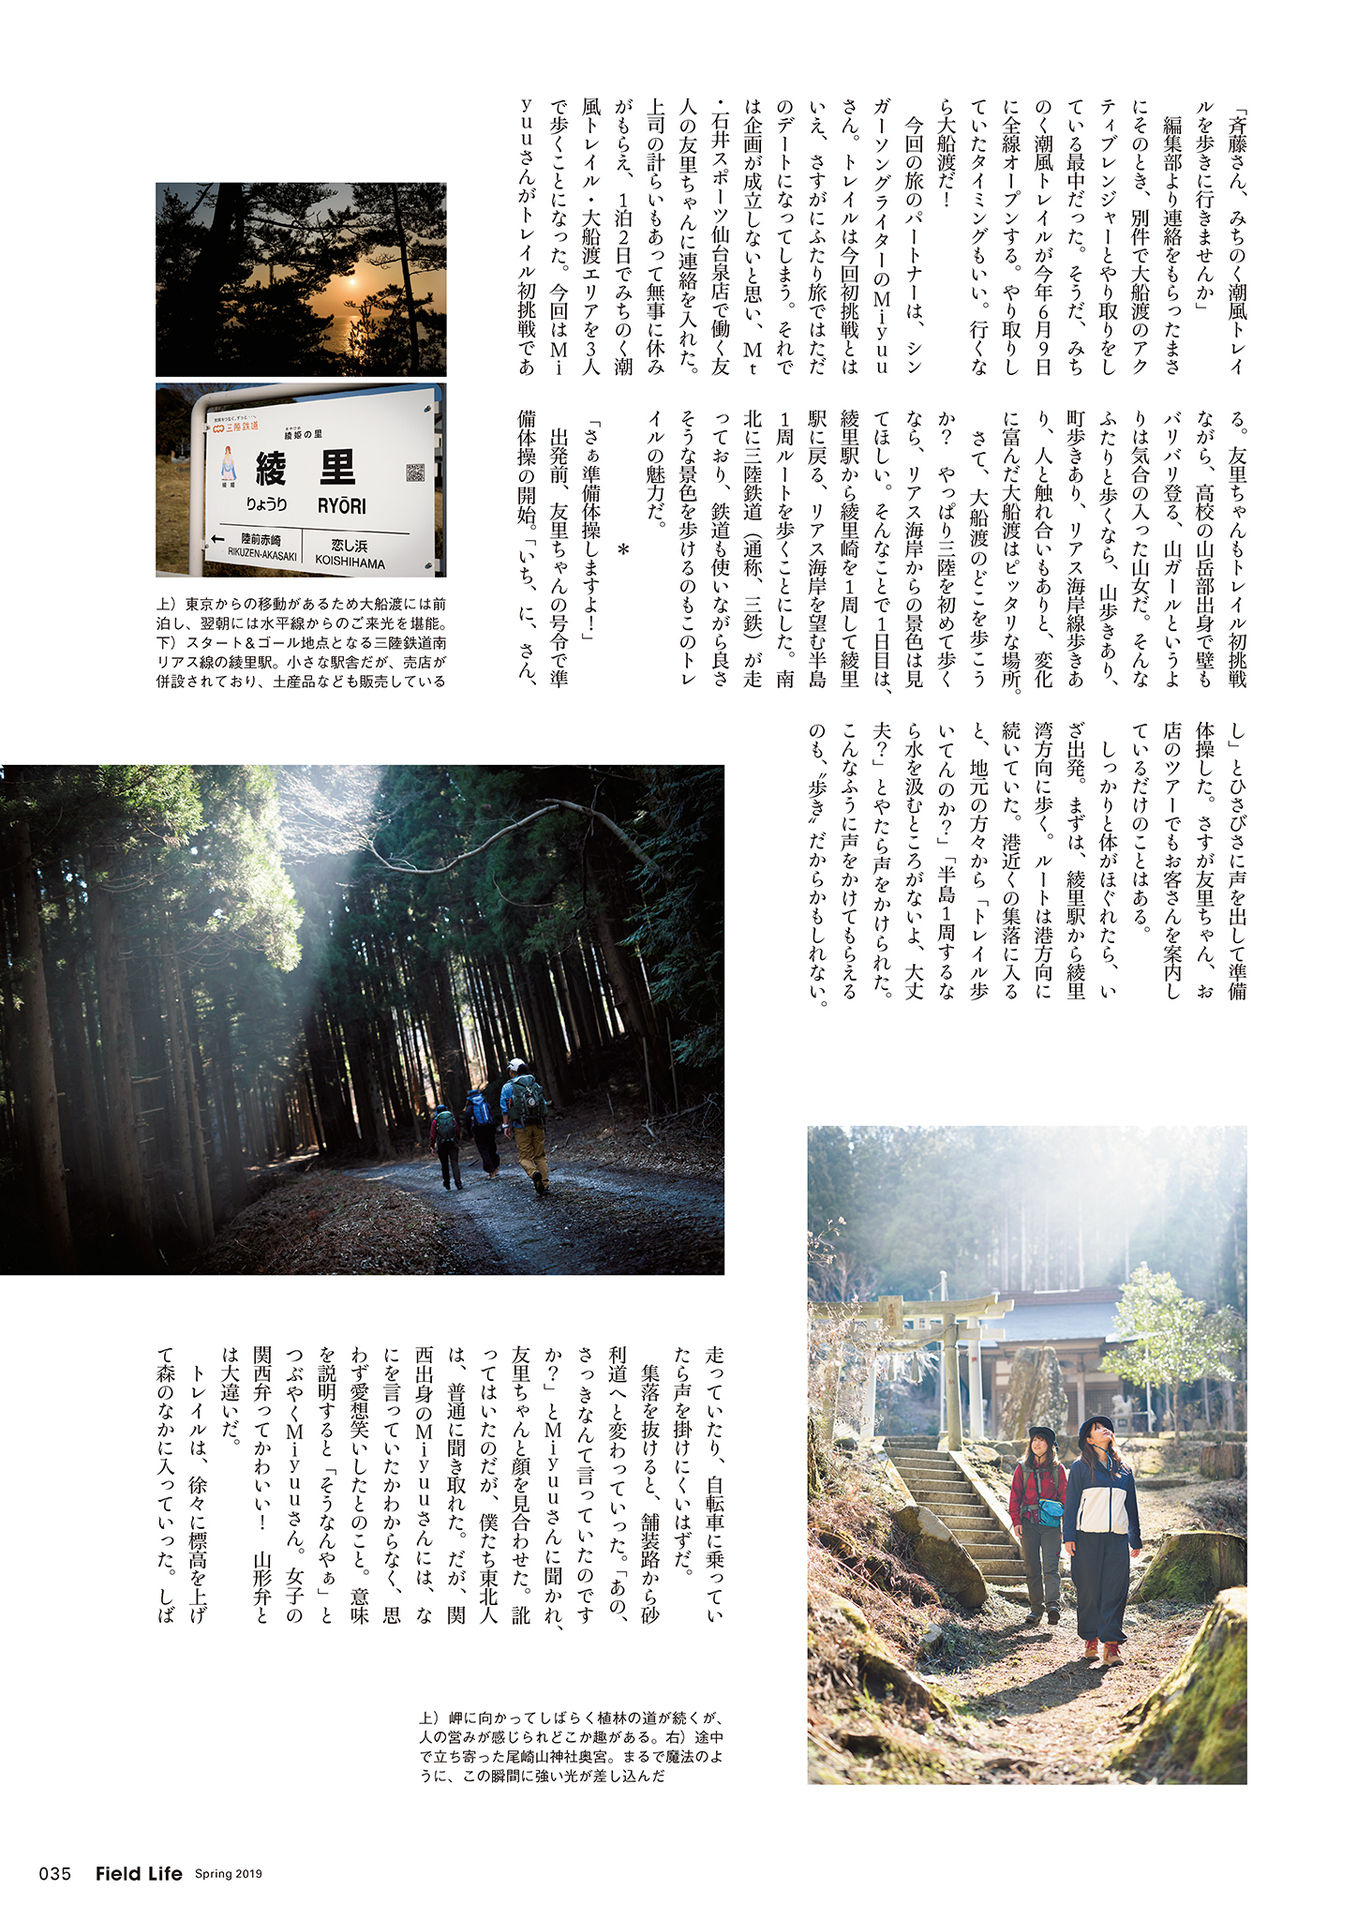 「斉藤さん、みちのく潮風トレイ
ルを歩きに行きませんか」
編集部より連絡をもらったまさ
にそのとき、別件で大船渡のアク
ティブレンジャーとやり取りをし
ている最中だった。そうだ、みち
のく潮風トレイルが今年6月9日
に全線オープンする。やり取りし
ていたタイミングもいい。行くな
ら大船渡だ！
今回の旅のパートナーは、シン
ガーソングライターのMiyuu
さん。トレイルは今回初挑戦とは
いえ、さすがにふたり旅ではただ
のデートになってしまう。それで
は企画が成立しないと思い、Mt
・石井スポーツ仙台泉店で働く友
人の友里ちゃんに連絡を入れた。
上司の計らいもあって無事に休み
がもらえ、1泊2日でみちのく潮
風トレイル・大船渡エリアを3人
で歩くことになった。今回はMi
yuuさんがトレイル初挑戦であ
る。友里ちゃんもトレイル初挑戦
ながら、高校の山岳部出身で壁も
バリバリ登る、山ガールというよ
りは気合の入った山女だ。そんな
ふたりと歩くなら、山歩きあり、
町歩きあり、リアス海岸線歩きあ
り、人と触れ合いもありと、変化
に富んだ大船渡はピッタリな場所。
さて、大船渡のどこを歩こう
か？　やっぱり三陸を初めて歩く
なら、リアス海岸からの景色は見
てほしい。そんなことで1日目は、
綾里駅から綾里崎を1周して綾里
駅に戻る、リアス海岸を望む半島
1周ルートを歩くことにした。南
北に三陸鉄道（通称、三鉄）が走
っており、鉄道も使いながら良さ
そうな景色を歩けるのもこのトレ
イルの魅力だ。
＊
「さぁ準備体操しますよ！」
出発前、友里ちゃんの号令で準
備体操の開始。「いち、に、さん、
し」とひさびさに声を出して準備
体操した。さすが友里ちゃん、お
店のツアーでもお客さんを案内し
ているだけのことはある。
しっかりと体がほぐれたら、い
ざ出発。まずは、綾里駅から綾里
湾方向に歩く。ルートは港方向に
続いていた。港近くの集落に入る
と、地元の方々から「トレイル歩
いてんのか？」「半島1周するな
ら水を汲むところがないよ、大丈
夫？」とやたら声をかけられた。
こんなふうに声をかけてもらえる
のも、〝歩き〟だからかもしれない。
走っていたり、自転車に乗ってい
たら声を掛けにくいはずだ。
集落を抜けると、舗装路から砂
利道へと変わっていった。「あの、
さっきなんて言っていたのです
か？」とMiyuuさんに聞かれ、
友里ちゃんと顔を見合わせた。訛
ってはいたのだが、僕たち東北人
は、普通に聞き取れた。だが、関
西出身のMiyuuさんには、な
にを言っていたかわからなく、思
わず愛想笑いしたとのこと。意味
を説明すると「そうなんやぁ」と
つぶやくMiyuuさん。女子の
関西弁ってかわいい！　山形弁と
は大違いだ。
トレイルは、徐々に標高を上げ
て森のなかに入っていった。しば
三陸鉄道
綾姫の里
あやひめ
綾姫
綾里
りょうり RYŌRI
陸前赤崎
RIKUZEN-AKASAKI
恋し浜
KOISHIHAMA
上）東京からの移動があるため大船渡には前
泊し、翌朝には水平線からのご来光を堪能。
下）スタート&ゴール地点となる三陸鉄道南
リアス線の綾里駅。小さな駅舎だが、売店が
併設されており、土産品なども販売している
上）岬に向かってしばらく植林の道が続くが、
人の営みが感じられどこか趣がある。右）途中
で立ち寄った尾崎山神社奥宮。まるで魔法のよ
うに、この瞬間に強い光が差し込んだ
035 Field Life Spring 2019